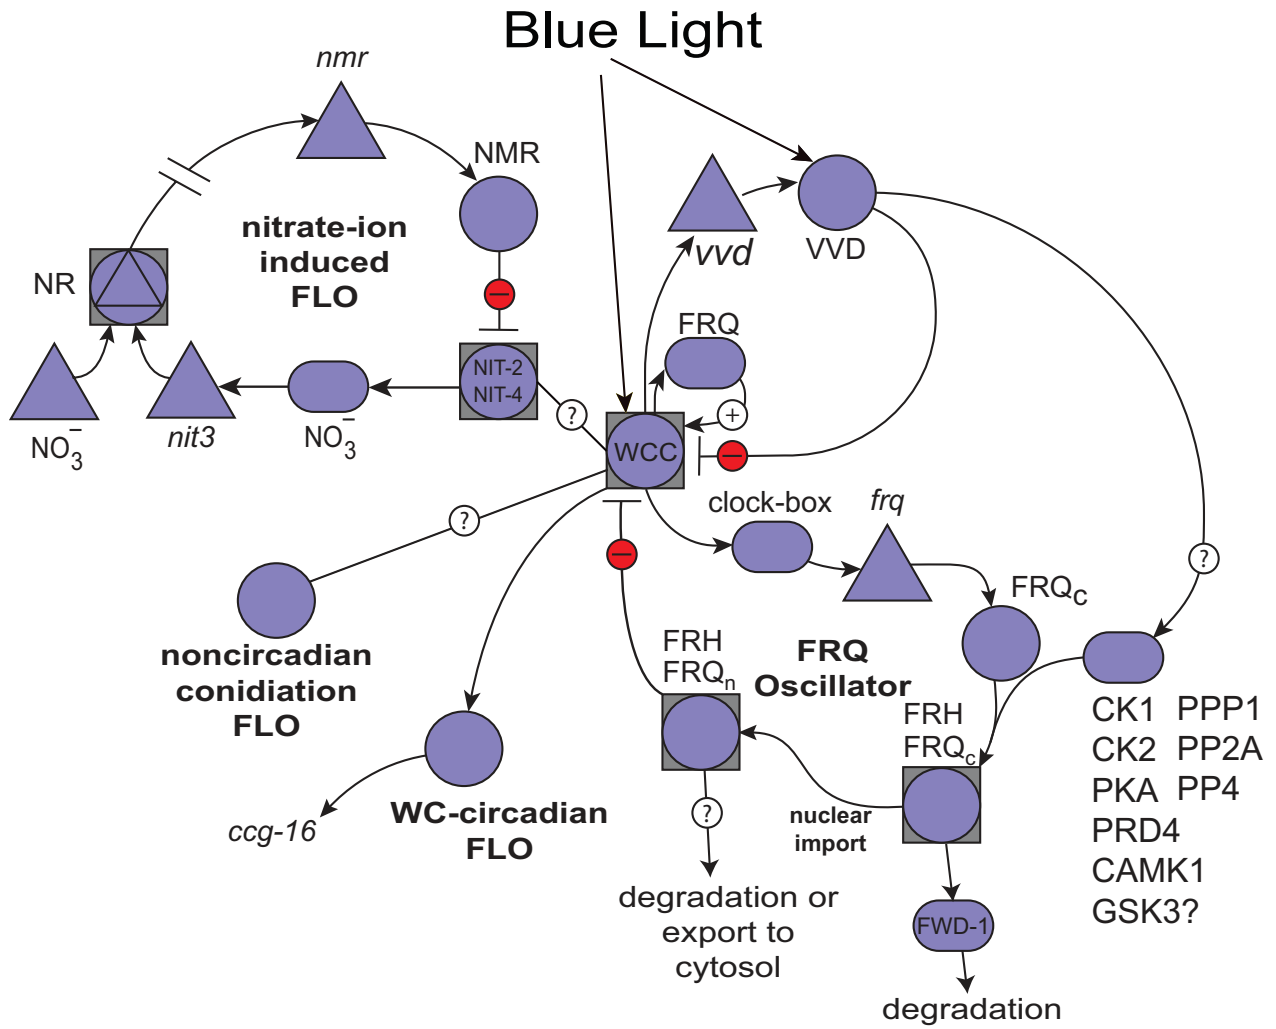 Blue Light
nmr
NMR
nitrate-ion
induced
FLO
NR
vvd
VVD
FRQ
NIT-2
NIT-4
NO3−
nit3
NO3−
?
+
−
WCC
−
clock-box
frq
?
−
?
FRQc
noncircadian
conidiation
FLO
FRH
FRQn
FRQ
Oscillator
FRH
FRQc
CK1 PPP1
CK2 PP2A
PKA PP4
PRD4
CAMK1
GSK3?
WC-circadian
FLO
ccg-16
?
nuclear
import
degradation or
export to
cytosol
FWD-1
degradation